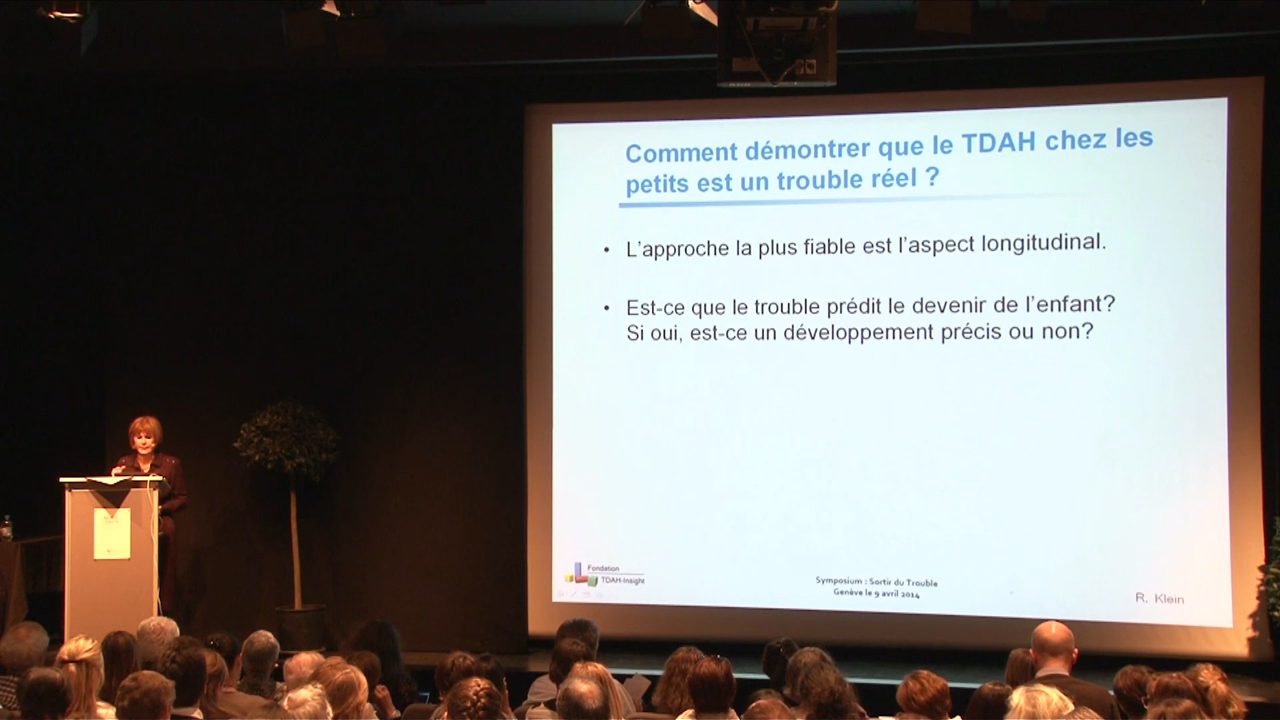 Comment démontrer que le TDAH chez les
petits est un trouble réel ?
• L’approche la plus fiable est l’aspect longitudinal.
• Est-ce que le trouble prédit le devenir de l’enfant?
Si oui, est-ce un développement précis ou non?
Fondation
TDAH-Insight
Symposium : Sortir du Trouble
Genève le 9 avril 2014
R. Klein